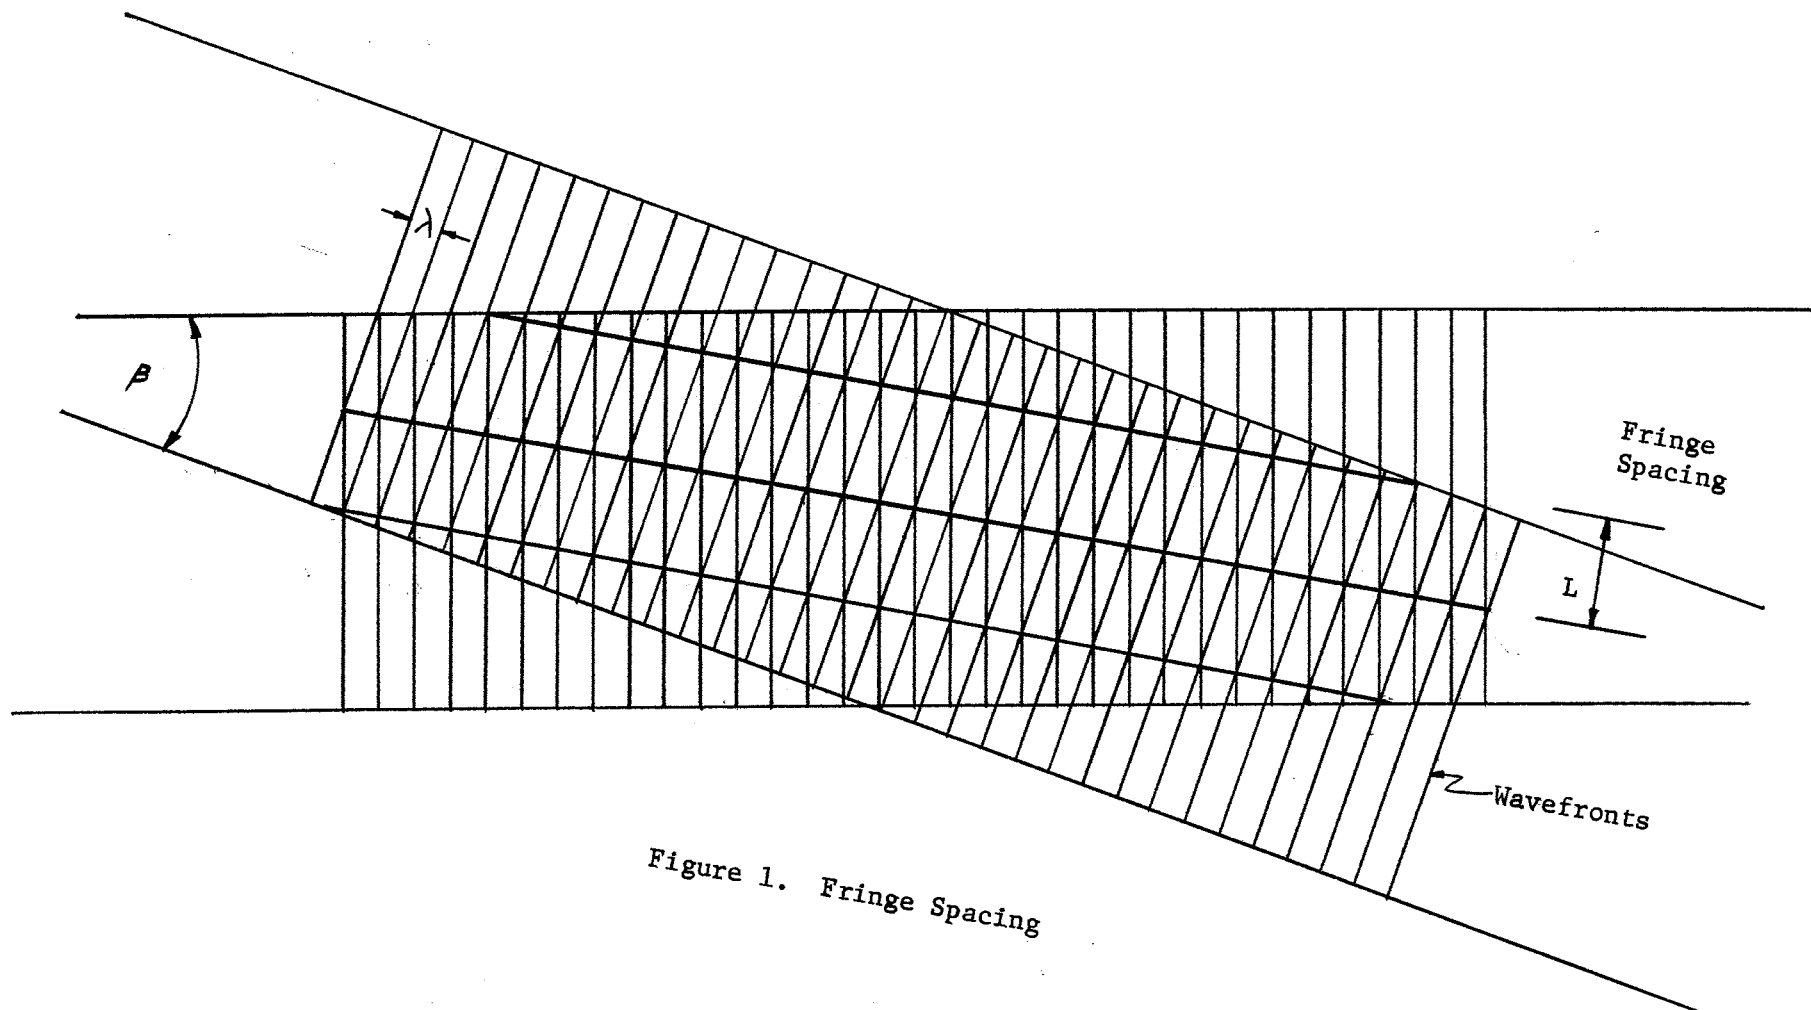 λ
β
Fringe
Spacing
L
Wavefronts
Figure 1. Fringe Spacing